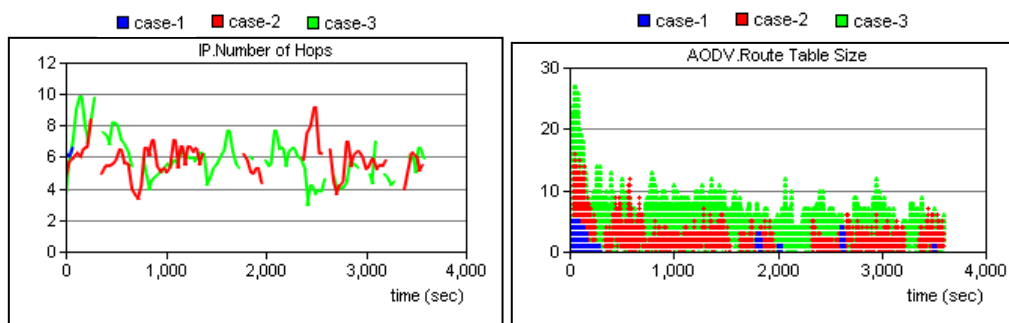 case-1 case-2 case-3
IP.Number of Hops
12
10
8
6
4
2
0
0 1,000 2,000 3,000 4,000
time (sec)
case-1 case-2 case-3
AODV.Route Table Size
30
20
10
0
0 1,000 2,000 3,000 4,000
time (sec)